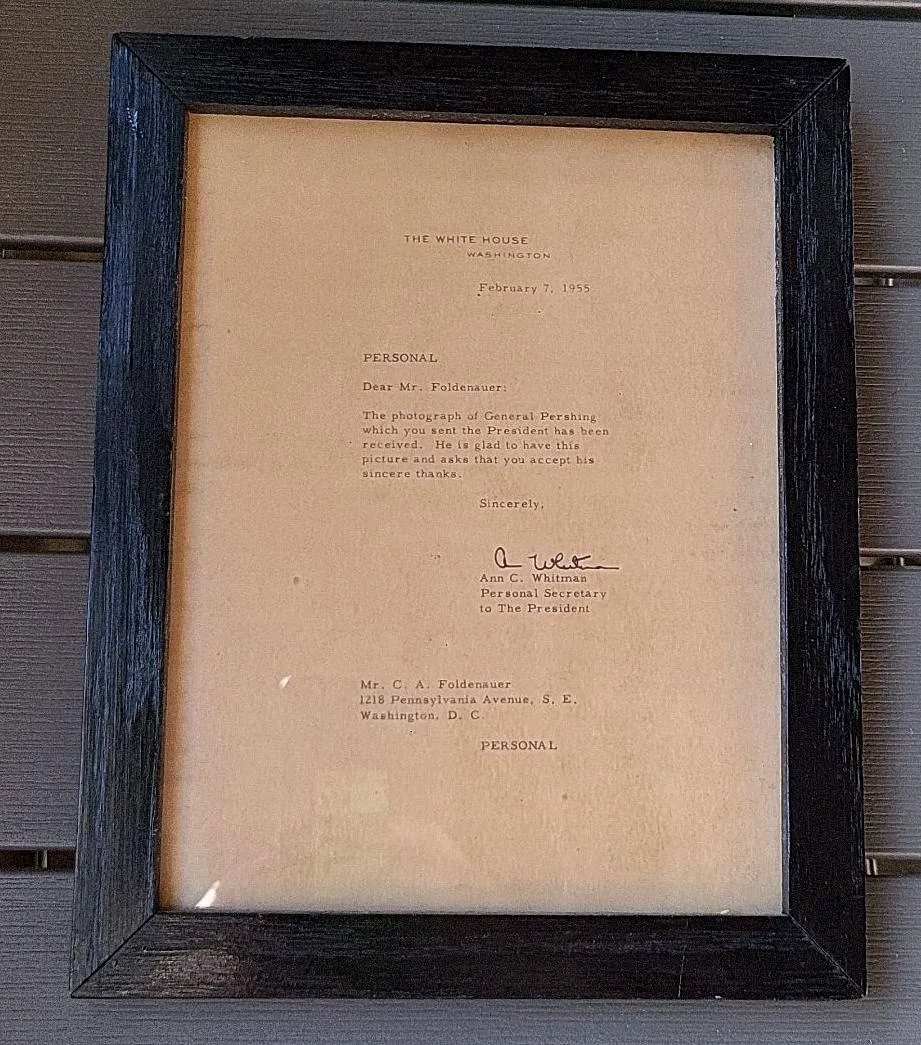 THE WHITE HOUSE
WASHINGTON
February 7, 1955
PERSONAL
Dear Mr. Foldenauer:
The photograph of General Pershing
which you sent the President has been
received. He is glad to have this
picture and asks that you accept his
sincere thanks.
Sincerely,
A Whitman
Ann C. Whitman
Personal Secretary
to The President
Mr. C. A. Foldenauer
1218 Pennsylvania Avenue, S. E.
Washington, D. C.
PERSONAL